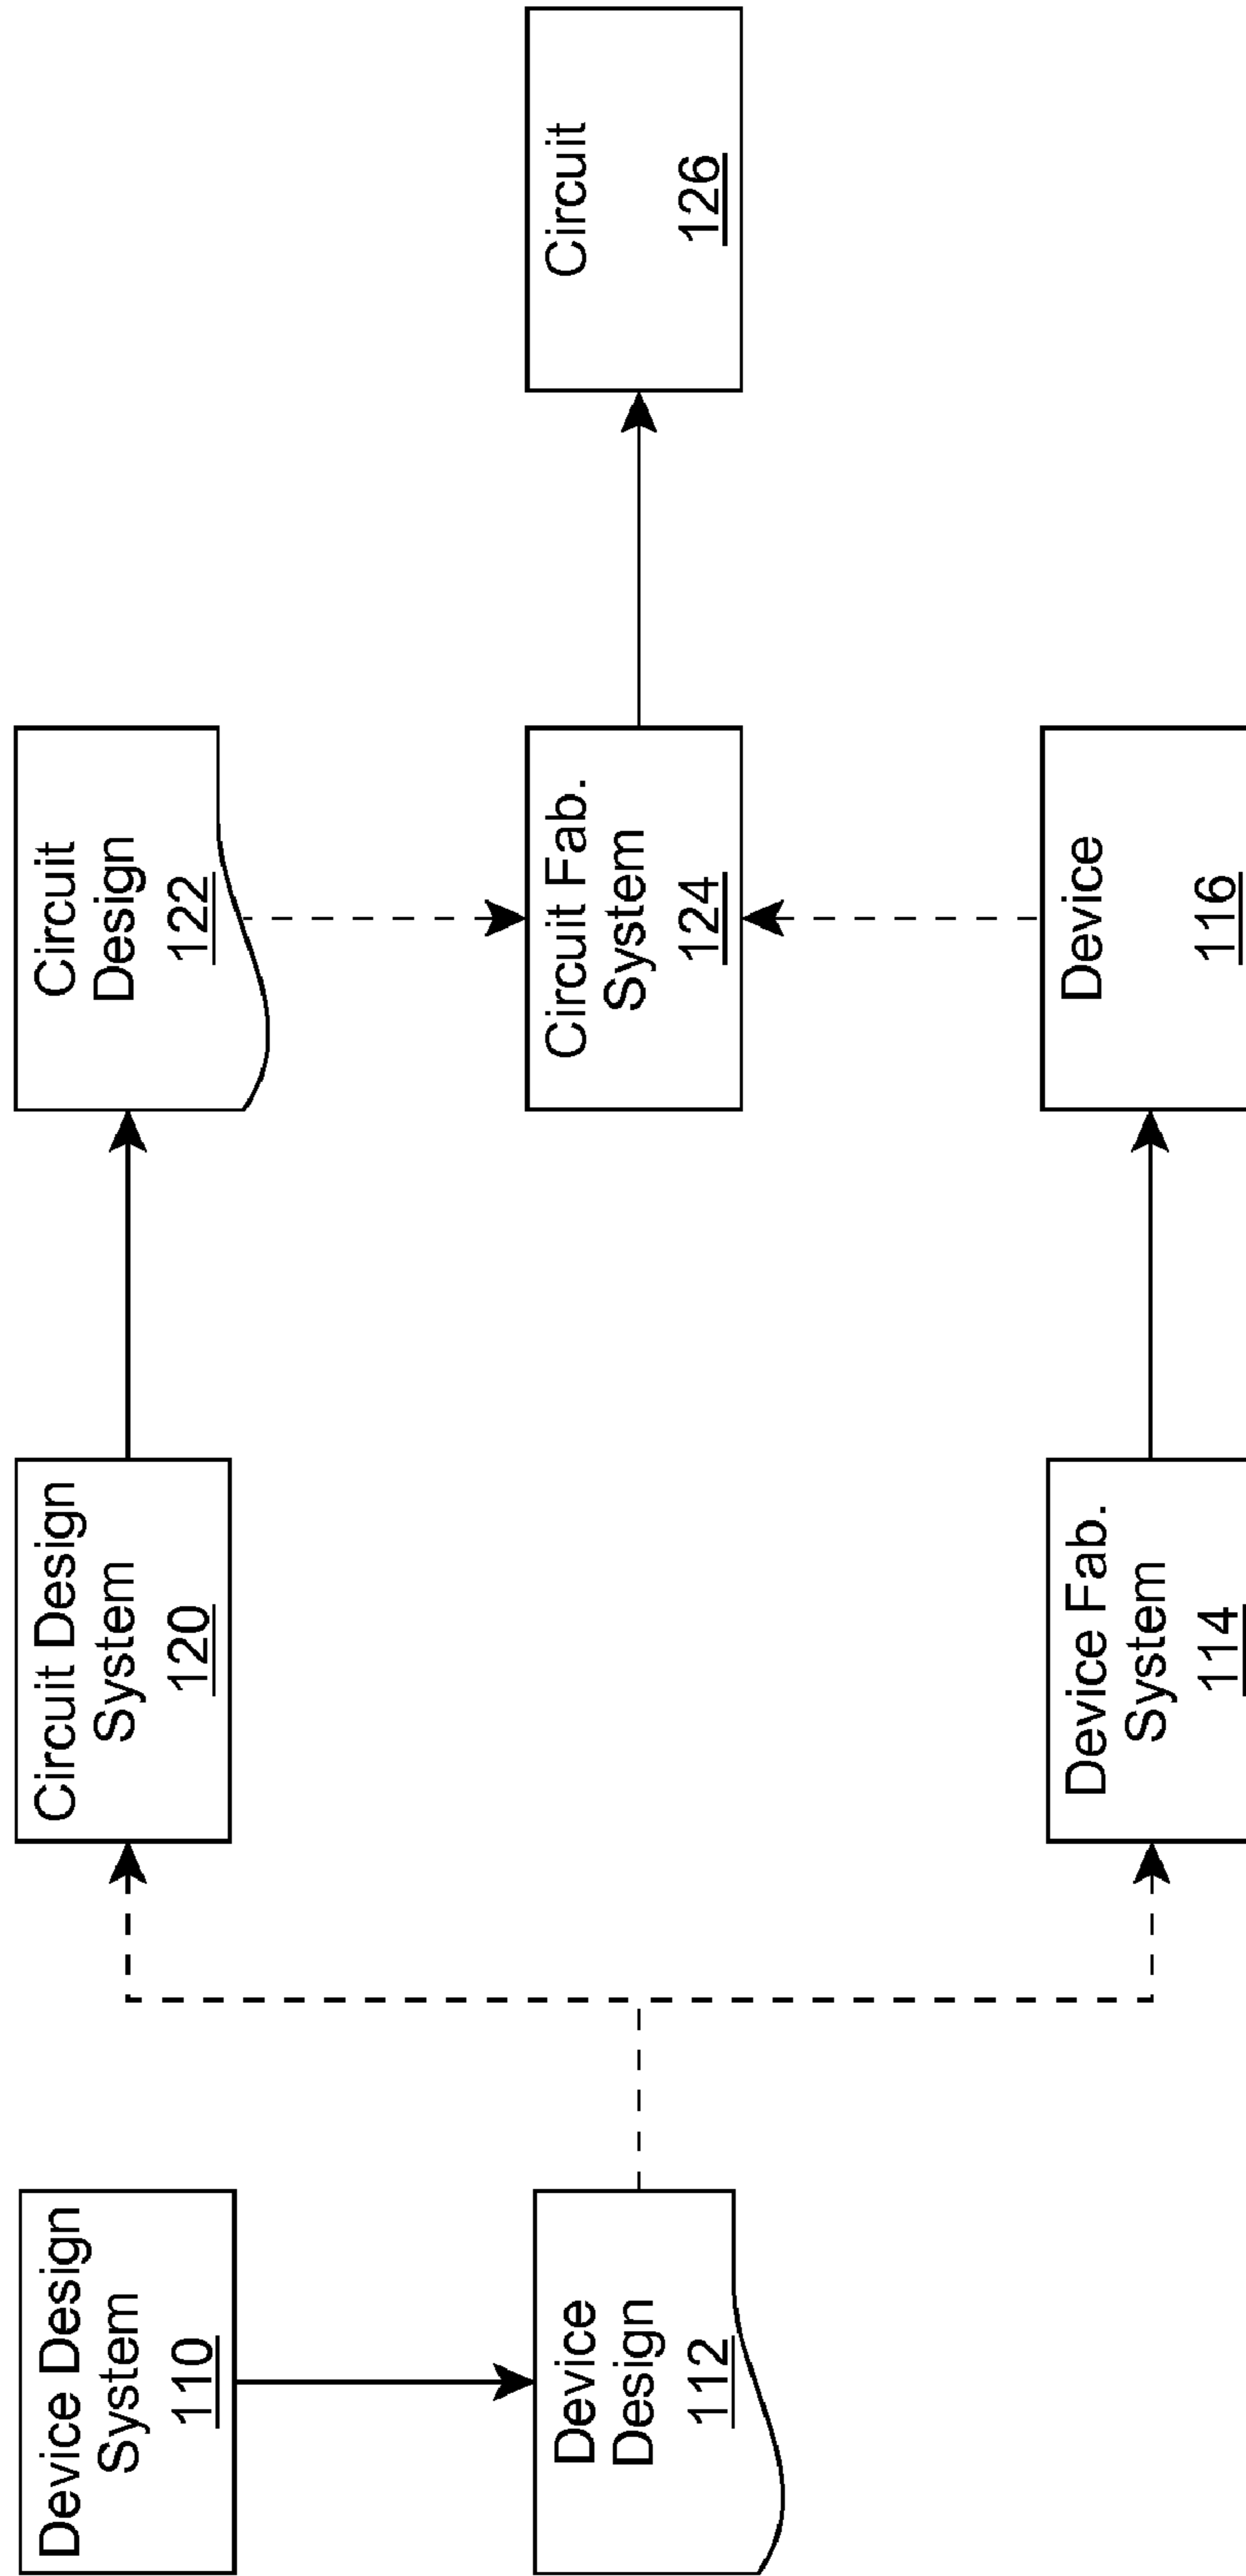 Device Design
System
110
Device
Design
112
Circuit Design
System
120
Device Fab.
System
114
Circuit
Design
122
Circuit Fab.
System
124
Device
116
Circuit
126